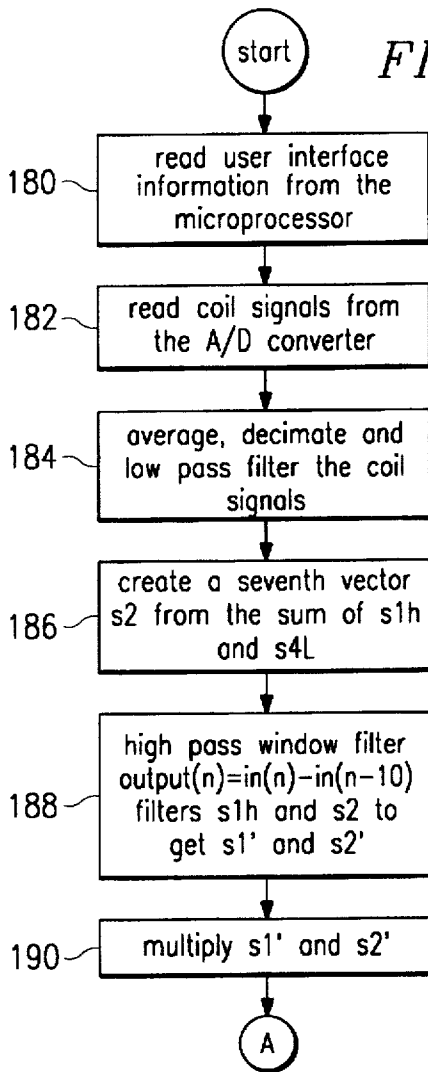 start
FI
180
read user interface
information from the
microprocessor
182
read coil signals from
the A/D converter
184
average, decimate and
low pass filter the coil
signals
186
create a seventh vector
s2 from the sum of s1h
and s4L
188
high pass window filter
output(n)=in(n)-in(n-10)
filters s1h and s2 to
get s1' and s2'
190
multiply s1' and s2'
A